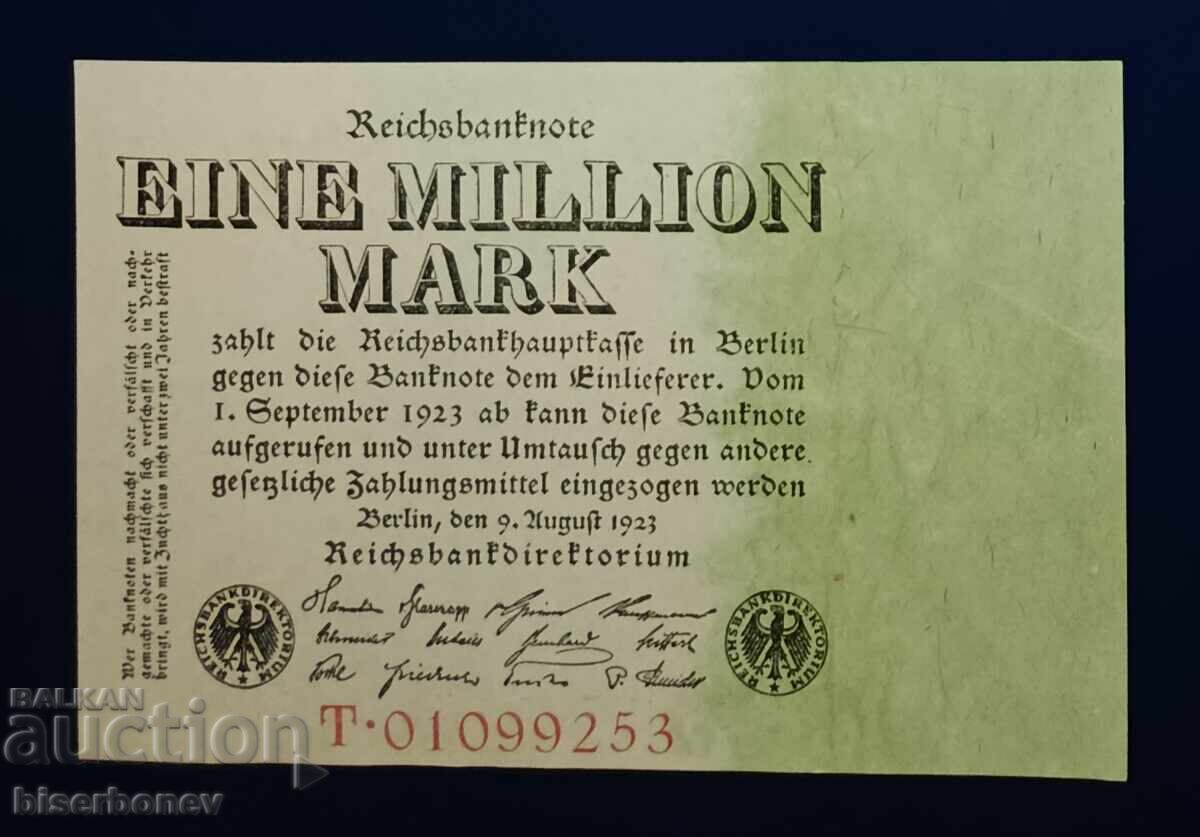 Reichsbanknote
EINE MILLION
MARK
zahlt die Reichsbankhauptkasse in Berlin
gegen diese Banknote dem Einlieferer. Vom
1. September 1923 ab kann diese Banknote
aufgerufen und unter Umtausch gegen andere
gesetzliche Zahlungsmittel eingezogen werden
Berlin, den 9. August 1923
Reichsbankdirektorium
Wer Banknoten nachmacht oder verfälscht oder nach-
gemachte oder verfälschte sich verschafft und in Verkehr
bringt, wird mit Zuchthaus nicht unter zwei Jahren bestraft
REICHSBANKDIREKTORIUM
REICHSBANKDIREKTORIUM
T·01099253
BALKAN
auction
biserbonev